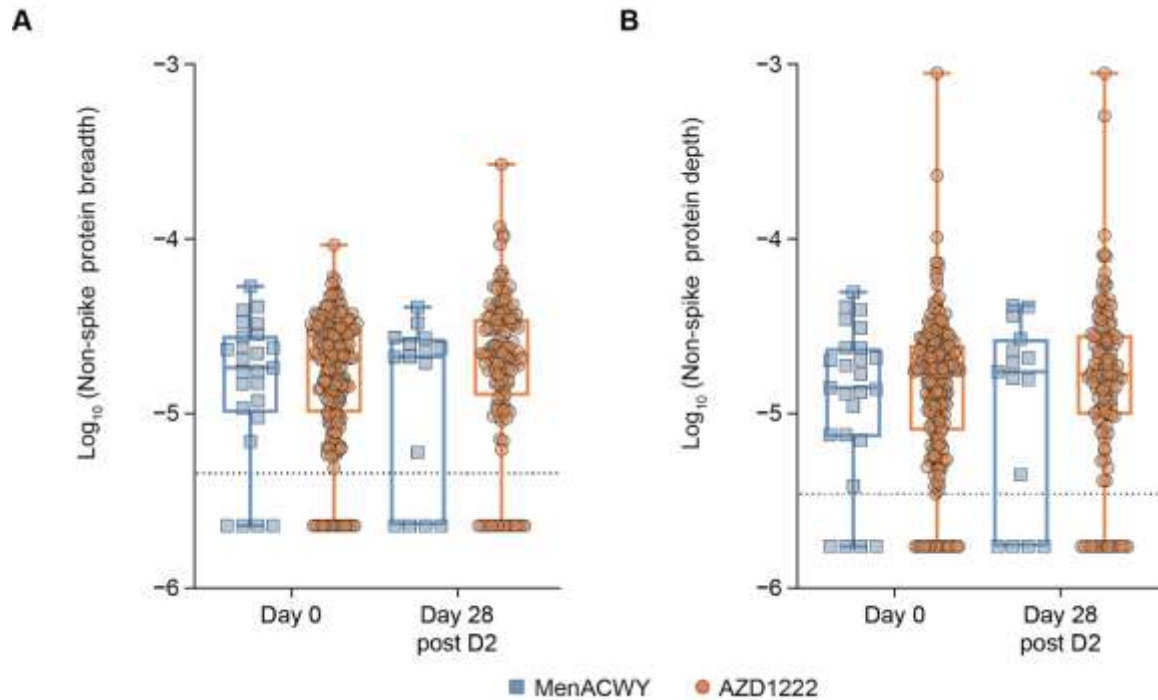 A
Log₁₀ (Non-spike protein breadth)
−3
−4
−5
−6
Day 0
Day 28
post D2
B
Log₁₀ (Non-spike protein depth)
−3
−4
−5
−6
Day 0
Day 28
post D2
MenACWY AZD1222